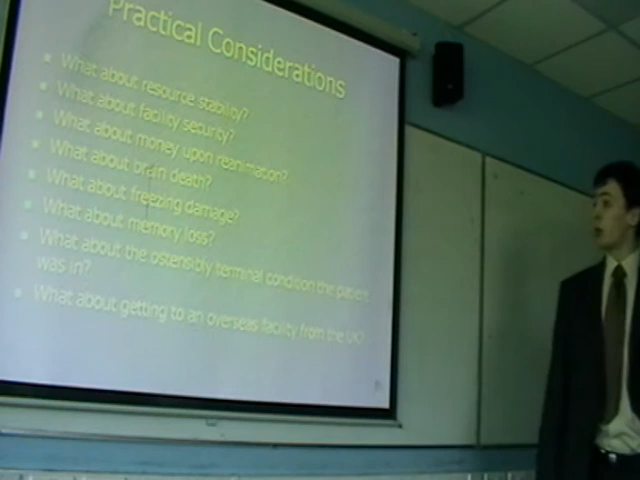 Practical Considerations
What about resource stability?
What about facility security?
What about money upon reanimation?
What about brain death?
What about freezing damage?
What about memory loss?
What about the ostensibly terminal condition the patient
was in?
What about getting to an overseas facility from the UK?